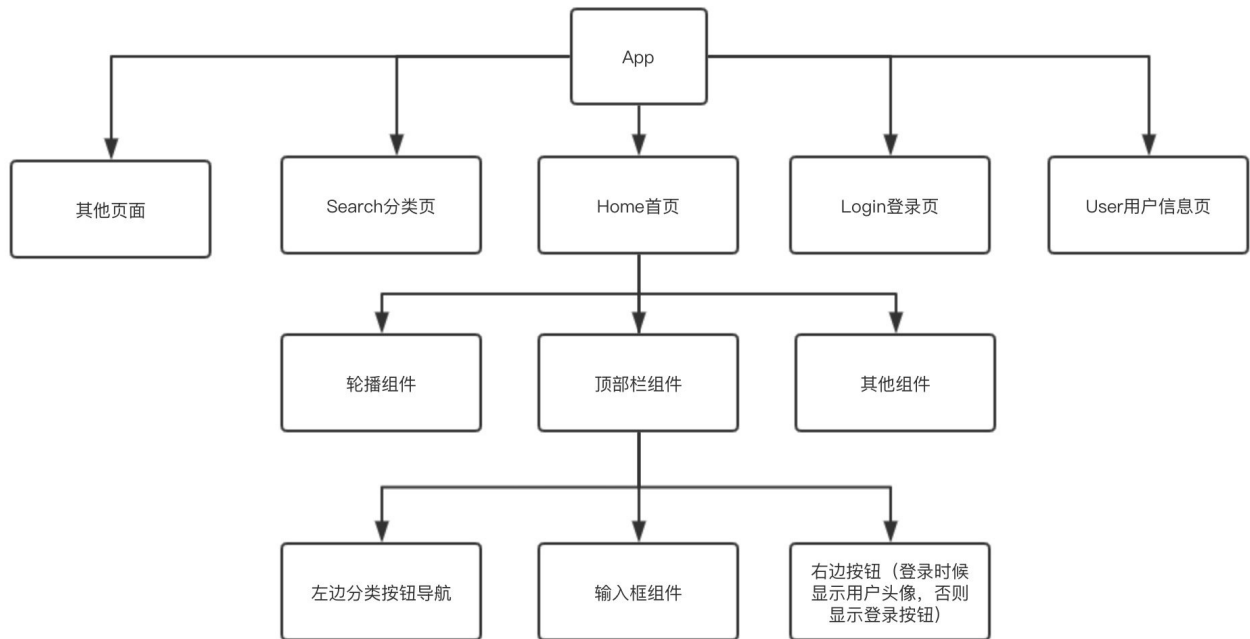 App
其他页面
Search分类页
Home首页
Login登录页
User用户信息页
轮播组件
顶部栏组件
其他组件
左边分类按钮导航
输入框组件
右边按钮（登录时候
显示用户头像，否则
显示登录按钮）